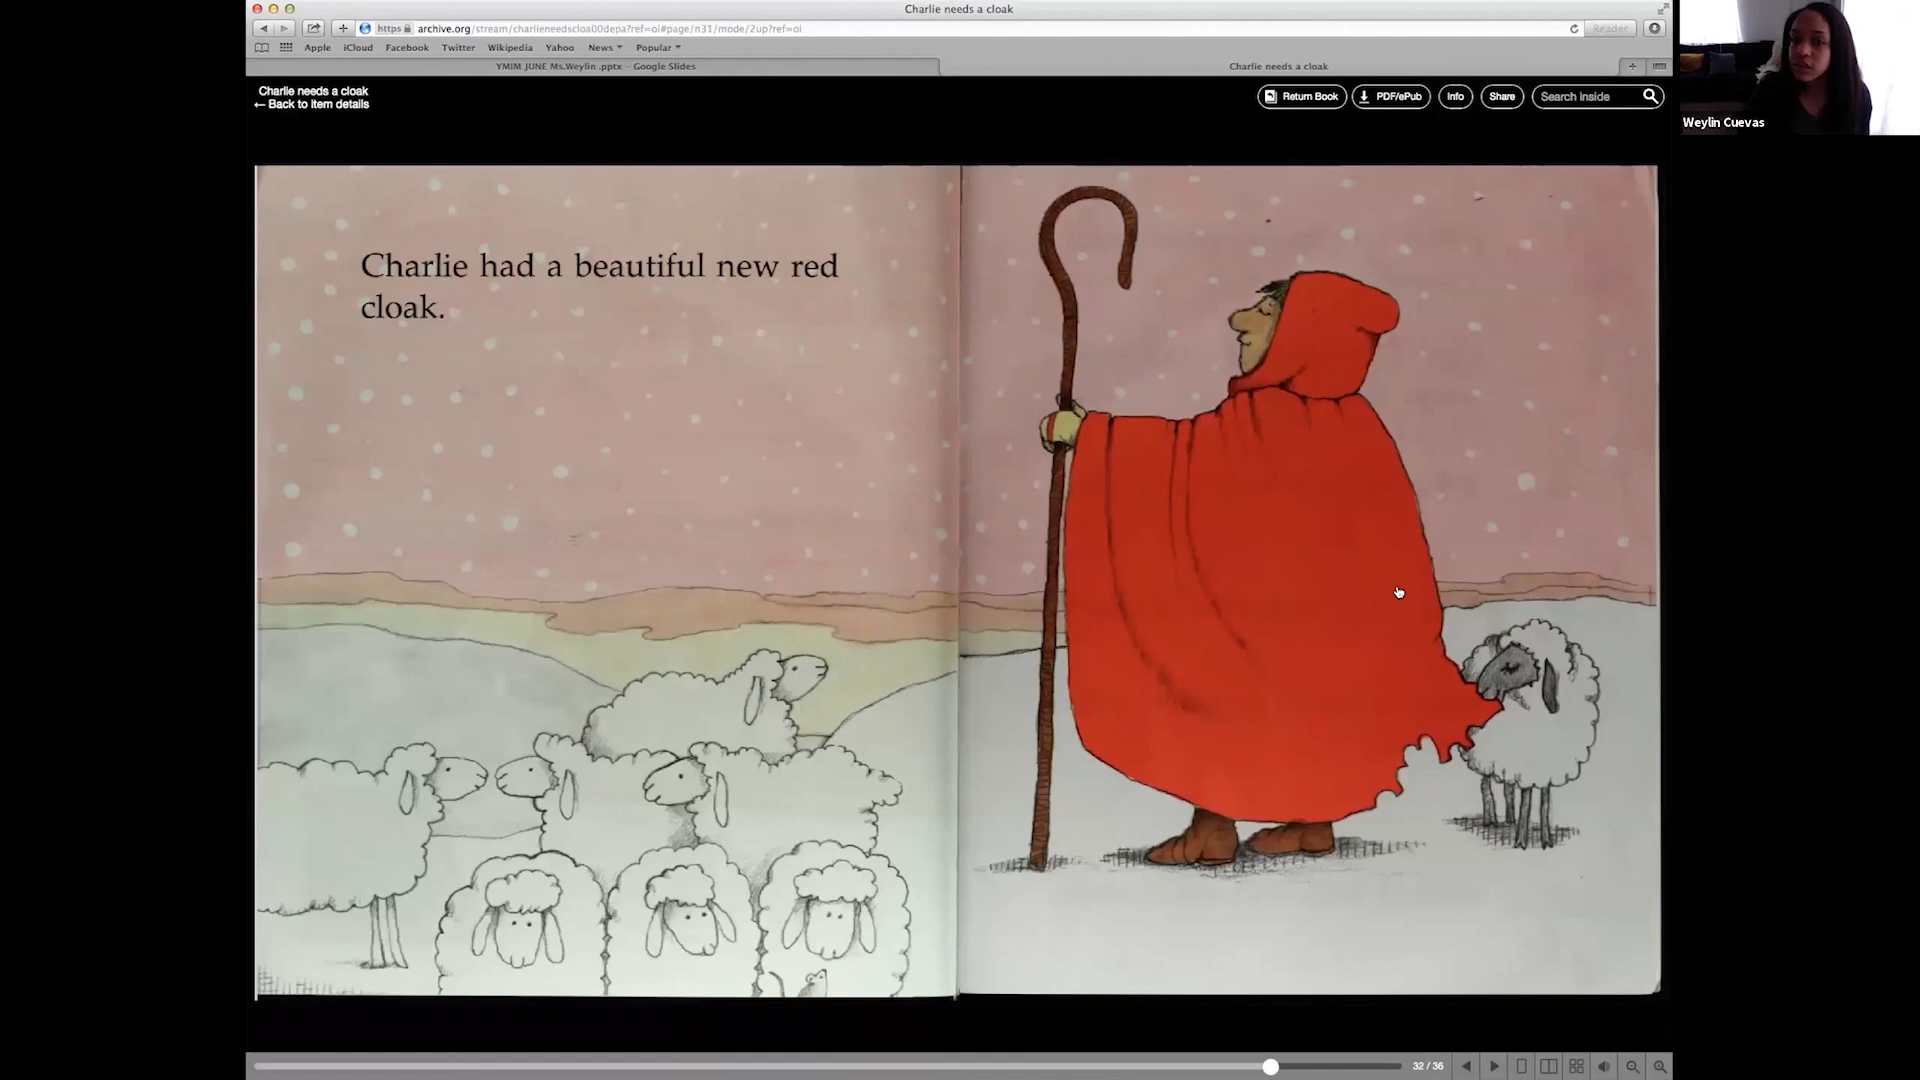 Charlie needs a cloak
https archive.org/stream/charlieneedscloa00depa?ref=ol#page/n31/mode/2up?ref=ol
Reader
Apple iCloud Facebook Twitter Wikipedia Yahoo News Popular
YMIM JUNE Ms.Weylin .pptx - Google Slides
Charlie needs a cloak
Charlie needs a cloak
← Back to item details
Return Book PDF/ePub Info Share Search inside
Weylin Cuevas
Charlie had a beautiful new red
cloak.
32 / 36